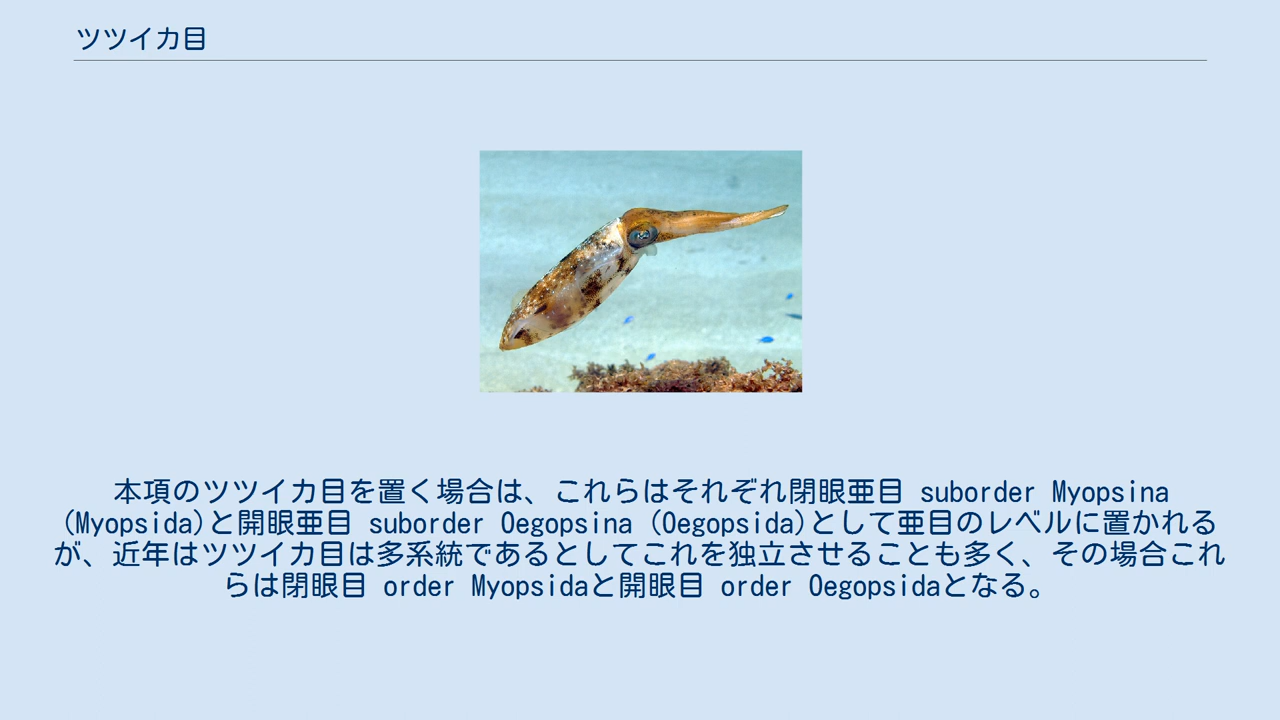 ツツイカ目
本項のツツイカ目を置く場合は、これらはそれぞれ閉眼亜目 suborder Myopsina
(Myopsida)と開眼亜目 suborder Oegopsina (Oegopsida)として亜目のレベルに置かれる
が、近年はツツイカ目は多系統であるとしてこれを独立させることも多く、その場合これ
らは閉眼目 order Myopsidaと開眼目 order Oegopsidaとなる。